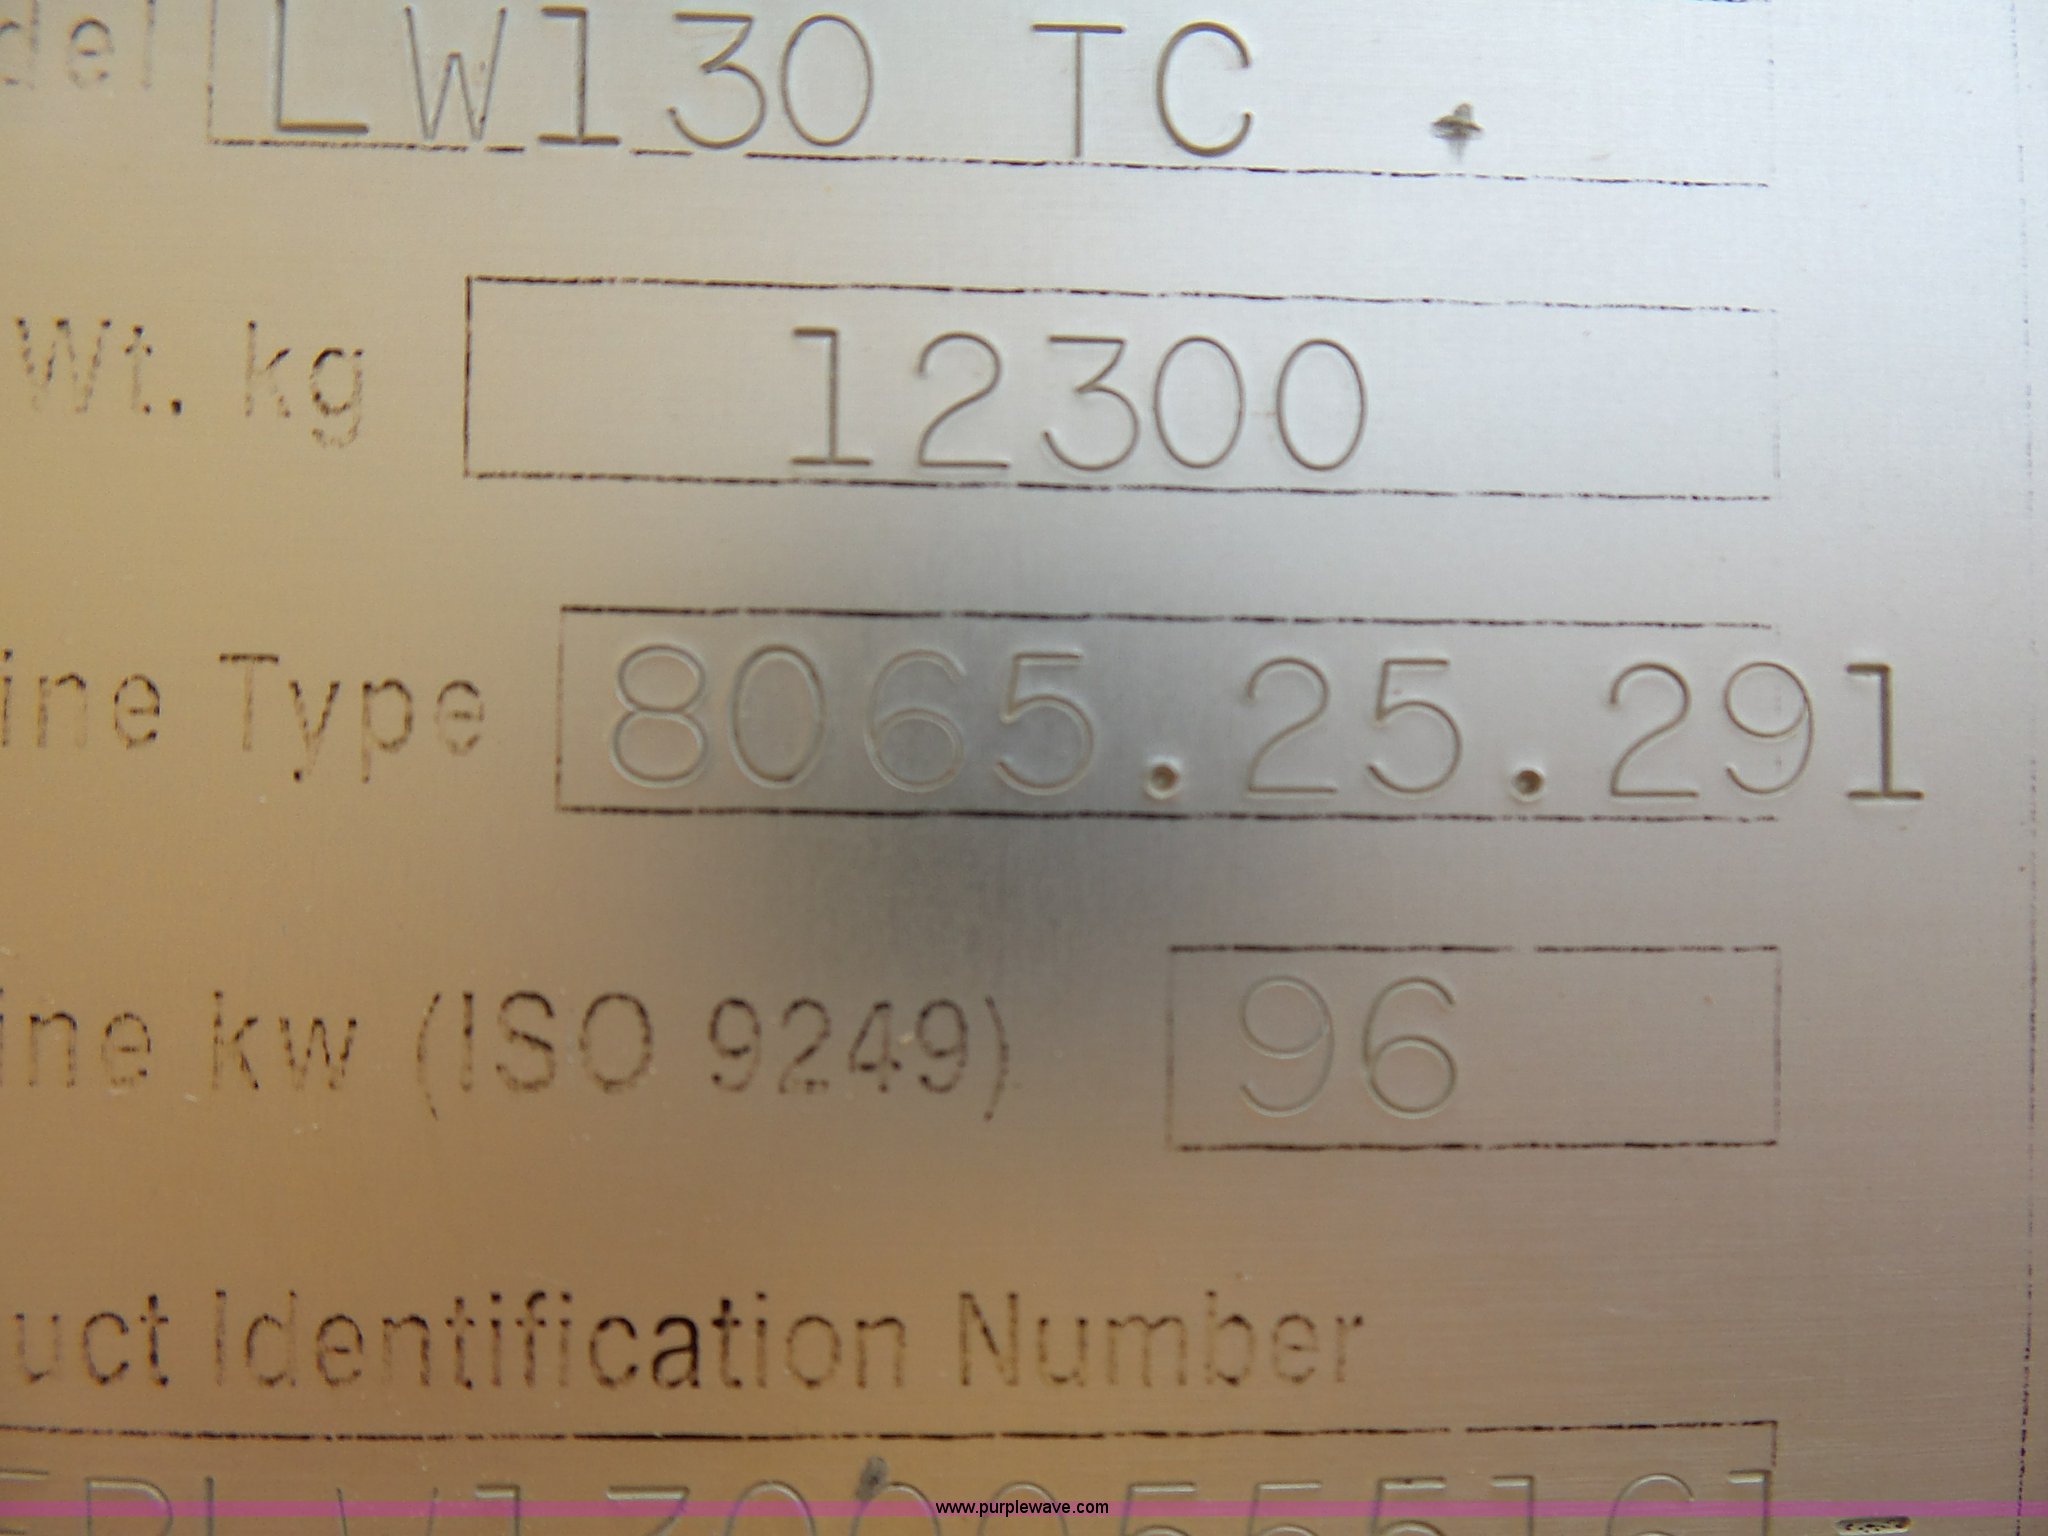 del LW130 TC
Wt. kg 12300
ine Type 8065.25.291
ine kw (ISO 9249) 96
uct Identification Number
www.purplewave.com